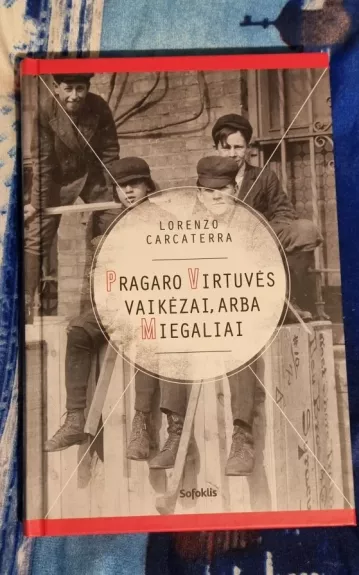 LORENZO
CARCATERRA
PRAGARO VIRTUVĖS
VAIKĖZAI, ARBA
MIEGALIAI
Sofoklis